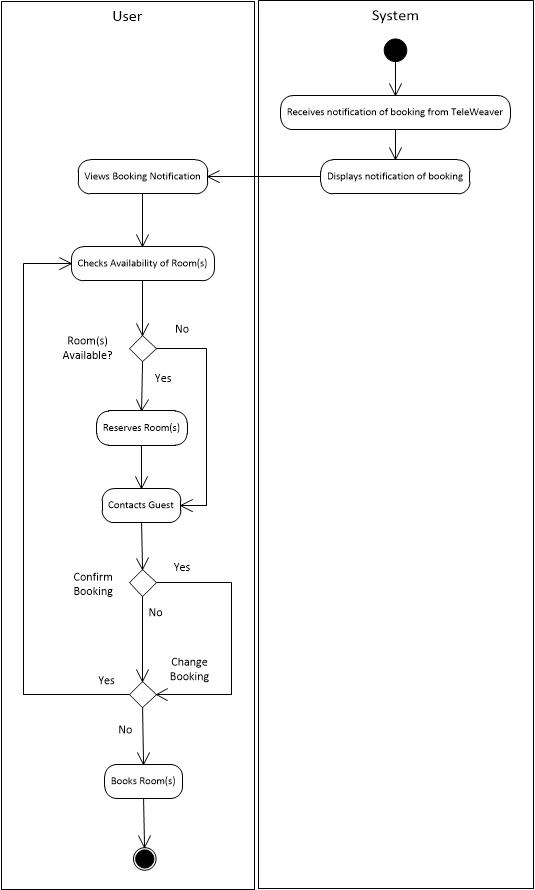 User
System
Receives notification of booking from TeleWeaver
Displays notification of booking
Views Booking Notification
Checks Availability of Room(s)
Room(s)
Available?
No
Yes
Reserves Room(s)
Contacts Guest
Confirm
Booking
Yes
No
Change
Booking
Yes
No
Books Room(s)